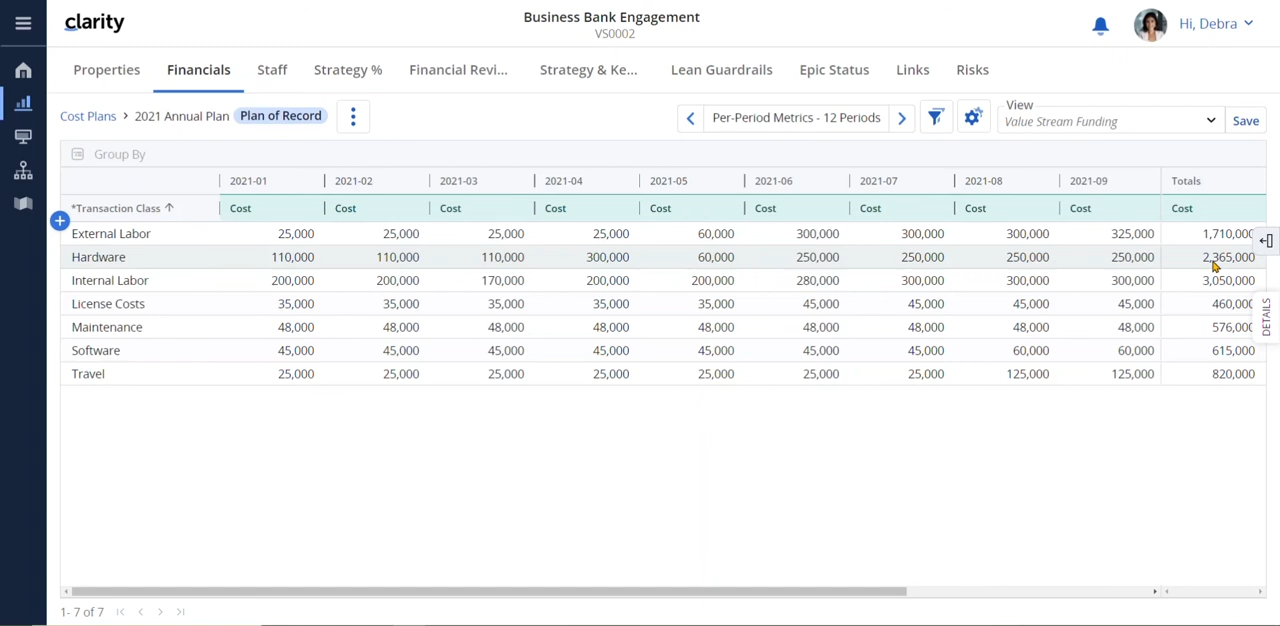 clarity
Business Bank Engagement
VS0002
Hi, Debra
Properties Financials Staff Strategy % Financial Revi... Strategy & Ke... Lean Guardrails Epic Status Links Risks
Cost Plans > 2021 Annual Plan Plan of Record
Per-Period Metrics - 12 Periods
View
Value Stream Funding
Save
Group By
2021-01 2021-02 2021-03 2021-04 2021-05 2021-06 2021-07 2021-08 2021-09 Totals
*Transaction Class Cost Cost Cost Cost Cost Cost Cost Cost Cost Cost
External Labor 25,000 25,000 25,000 25,000 60,000 300,000 300,000 300,000 325,000 1,710,000
Hardware 110,000 110,000 110,000 300,000 60,000 250,000 250,000 250,000 250,000 2,365,000
Internal Labor 200,000 200,000 170,000 200,000 200,000 280,000 300,000 300,000 300,000 3,050,000
License Costs 35,000 35,000 35,000 35,000 35,000 45,000 45,000 45,000 45,000 460,000
Maintenance 48,000 48,000 48,000 48,000 48,000 48,000 48,000 48,000 48,000 576,000
Software 45,000 45,000 45,000 45,000 45,000 45,000 45,000 60,000 60,000 615,000
Travel 25,000 25,000 25,000 25,000 25,000 25,000 25,000 125,000 125,000 820,000
DETAILS
1- 7 of 7